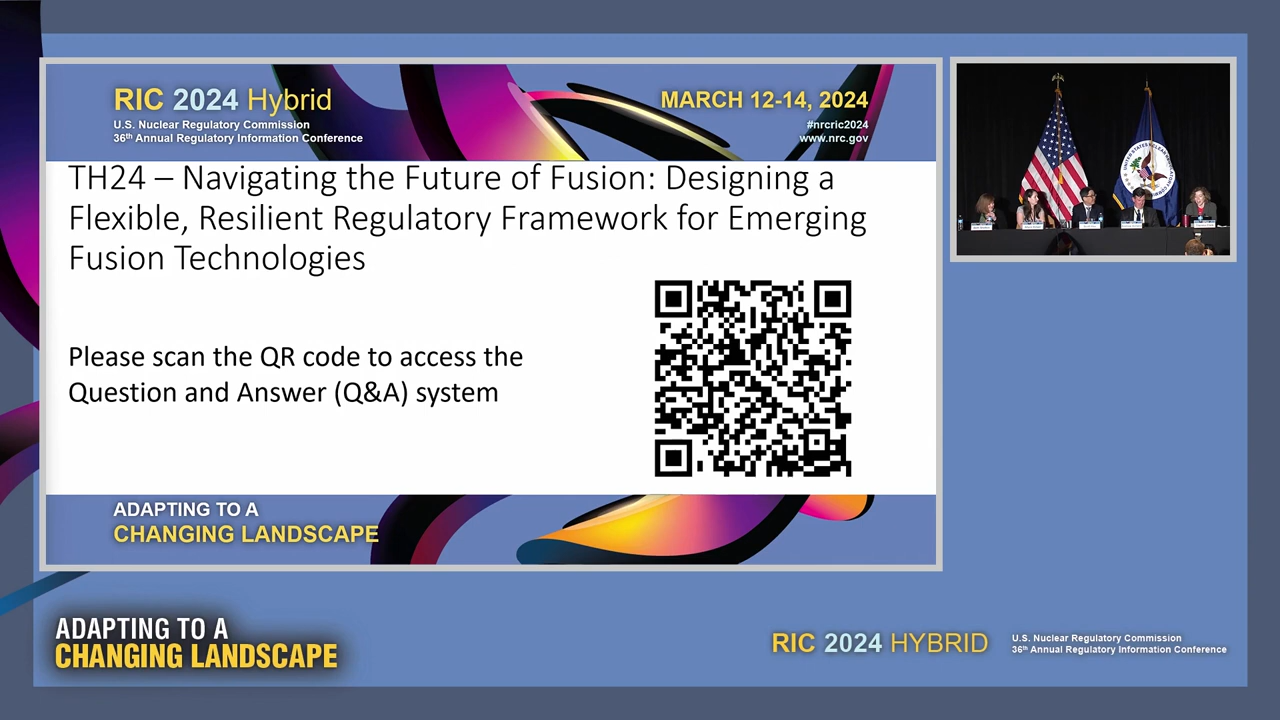 RIC 2024 Hybrid
U.S. Nuclear Regulatory Commission
36th Annual Regulatory Information Conference
MARCH 12-14, 2024
#nrcric2024
www.nrc.gov
TH24 – Navigating the Future of Fusion: Designing a
Flexible, Resilient Regulatory Framework for Emerging
Fusion Technologies
Please scan the QR code to access the
Question and Answer (Q&A) system
ADAPTING TO A
CHANGING LANDSCAPE
ADAPTING TO A
CHANGING LANDSCAPE
RIC 2024 HYBRID
U.S. Nuclear Regulatory Commission
36th Annual Regulatory Information Conference